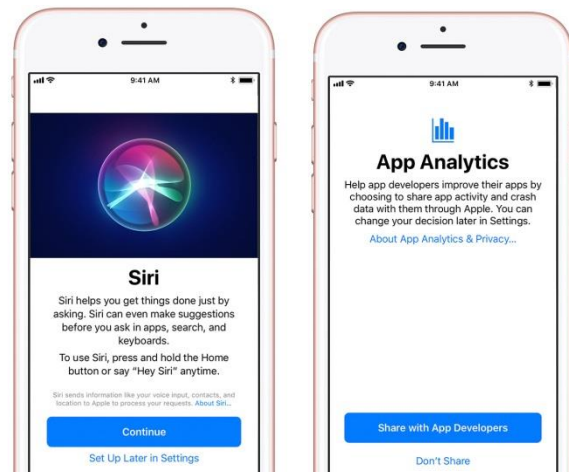 9:41 AM
Siri
Siri helps you get things done just by
asking. Siri can even make suggestions
before you ask in apps, search, and
keyboards.
To use Siri, press and hold the Home
button or say “Hey Siri” anytime.
Siri sends information like your voice input, contacts, and
location to Apple to process your requests. About Siri...
Continue
Set Up Later in Settings
9:41 AM
App Analytics
Help app developers improve their apps by
choosing to share app activity and crash
data with them through Apple. You can
change your decision later in Settings.
About App Analytics & Privacy...
Share with App Developers
Don't Share